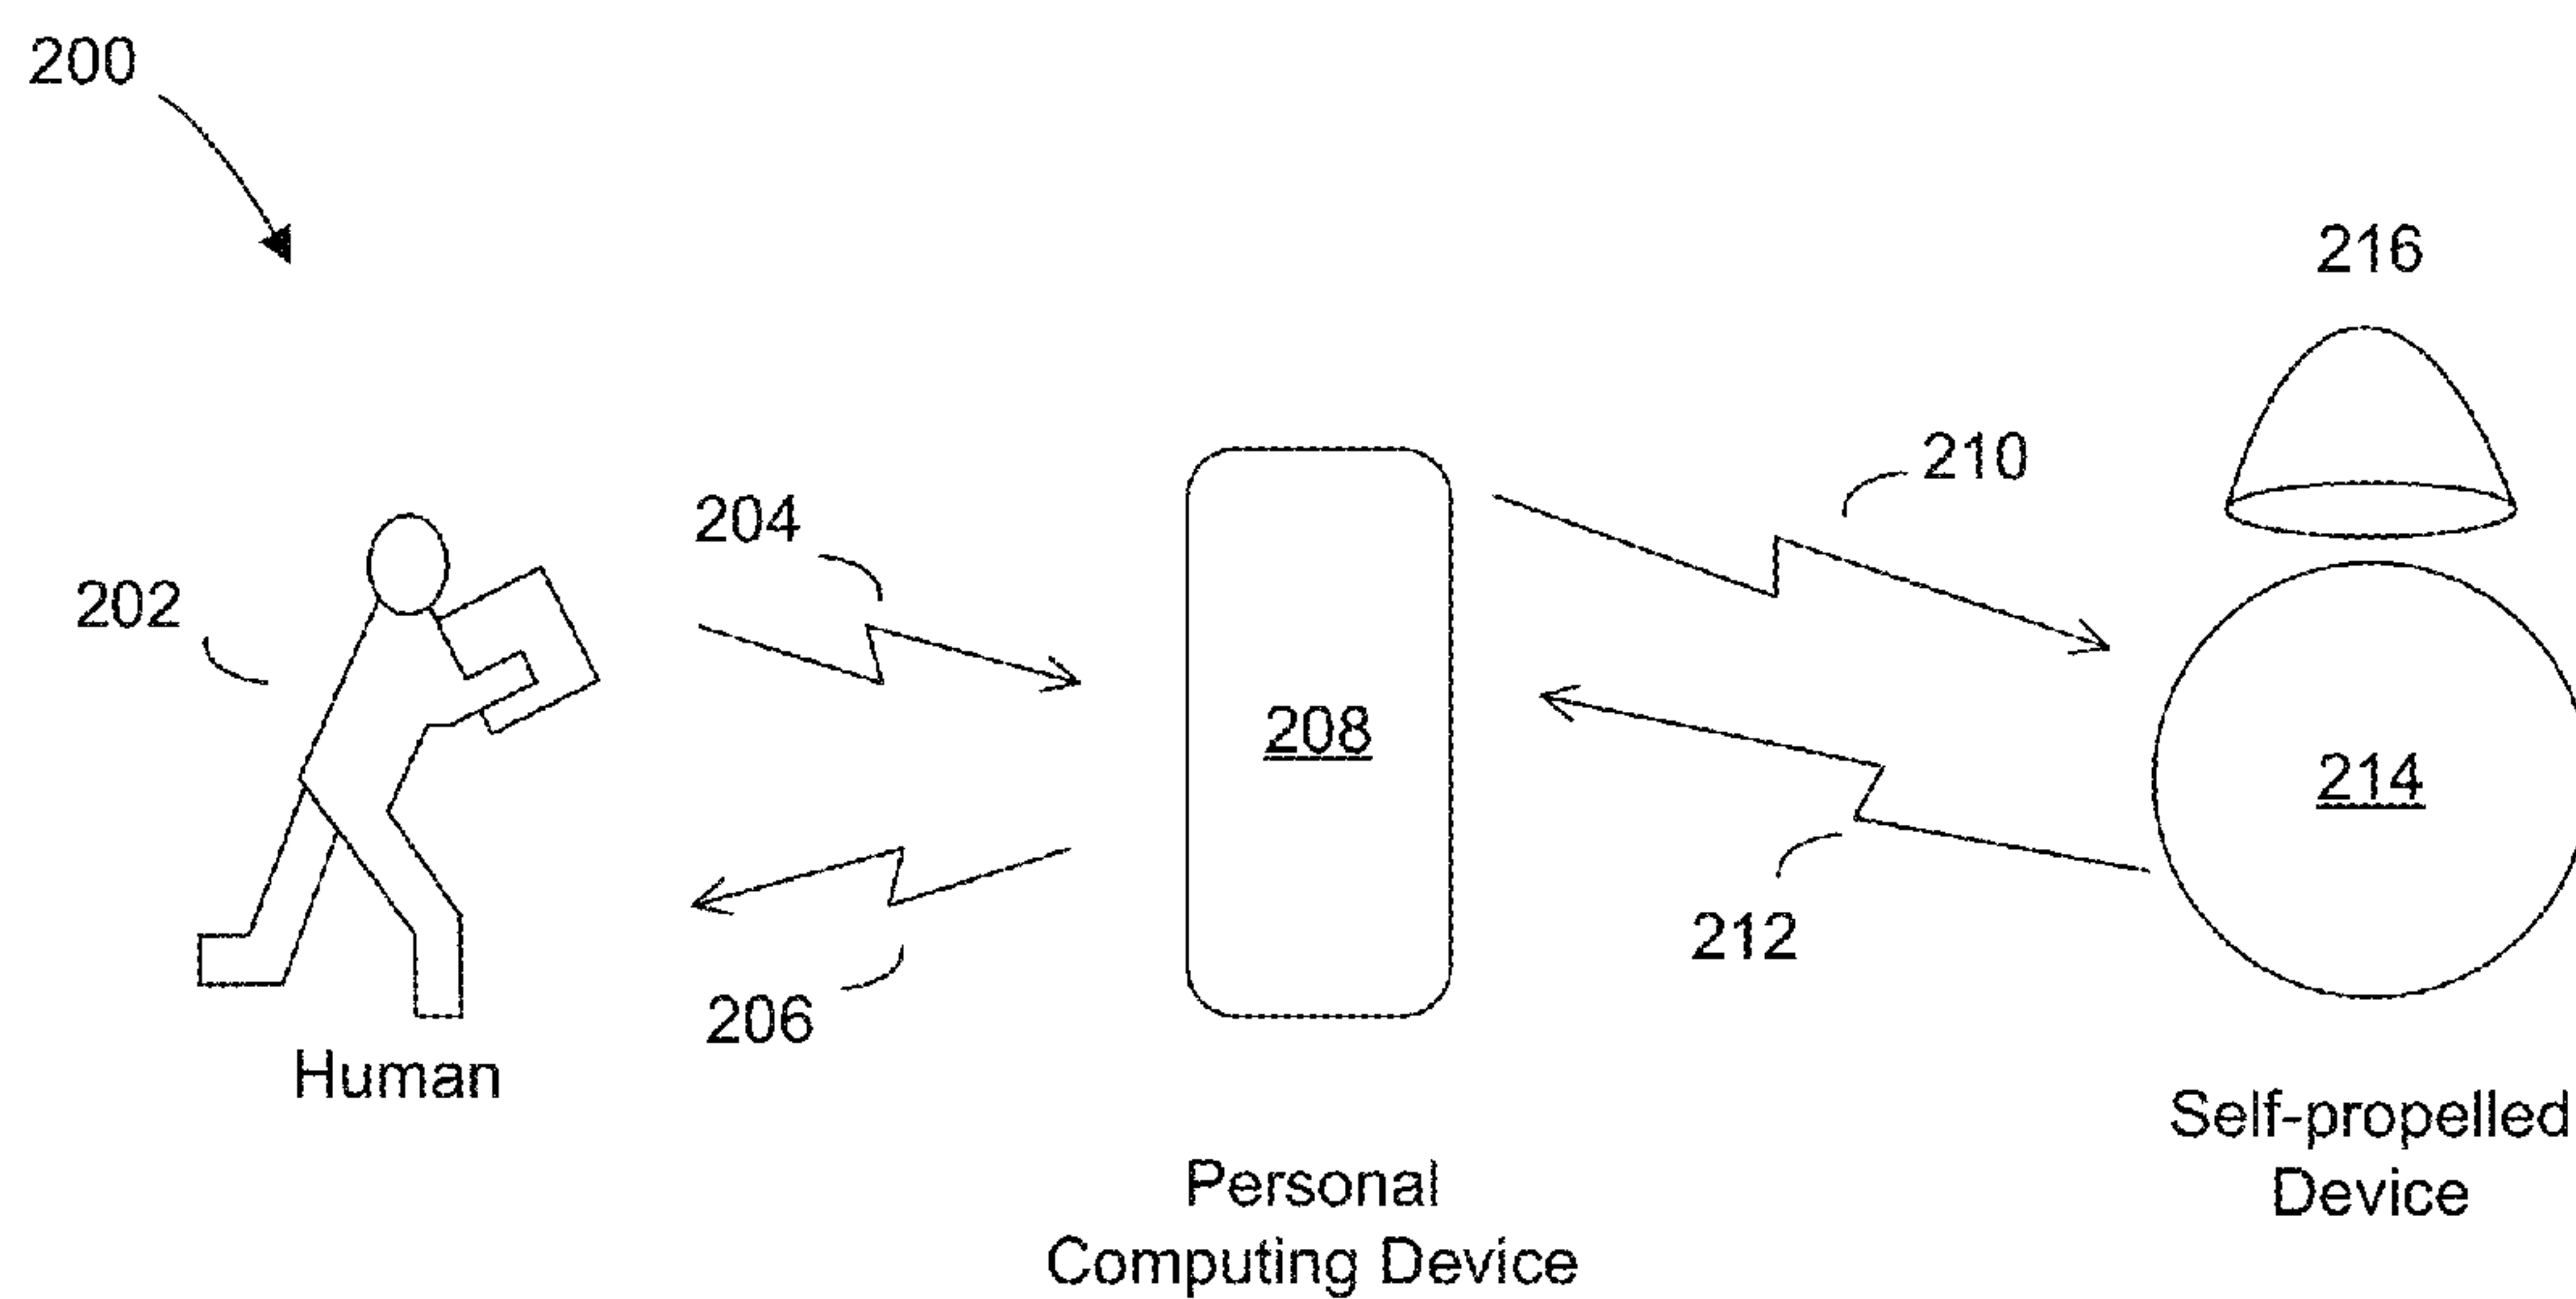 200
216
210
204
202
208
214
212
206
Human
Self-propelled
Device
Personal
Computing Device